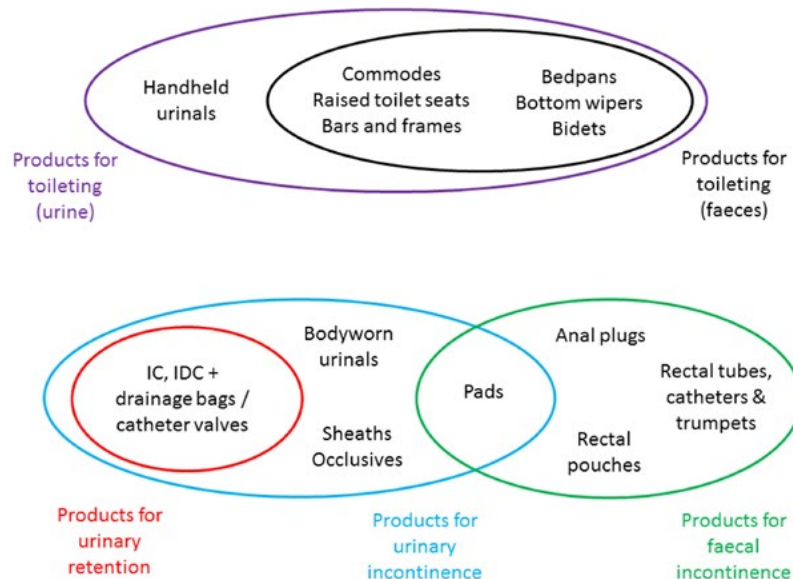 Handheld
urinals
Commodes
Raised toilet seats
Bars and frames
Bedpans
Bottom wipers
Bidets
Products for
toileting
(urine)
Products for
toileting
(faeces)
IC, IDC +
drainage bags /
catheter valves
Bodyworn
urinals
Sheaths
Occlusives
Pads
Anal plugs
Rectal tubes,
catheters &
trumpets
Rectal
pouches
Products for
urinary
retention
Products for
urinary
incontinence
Products for
faecal
incontinence